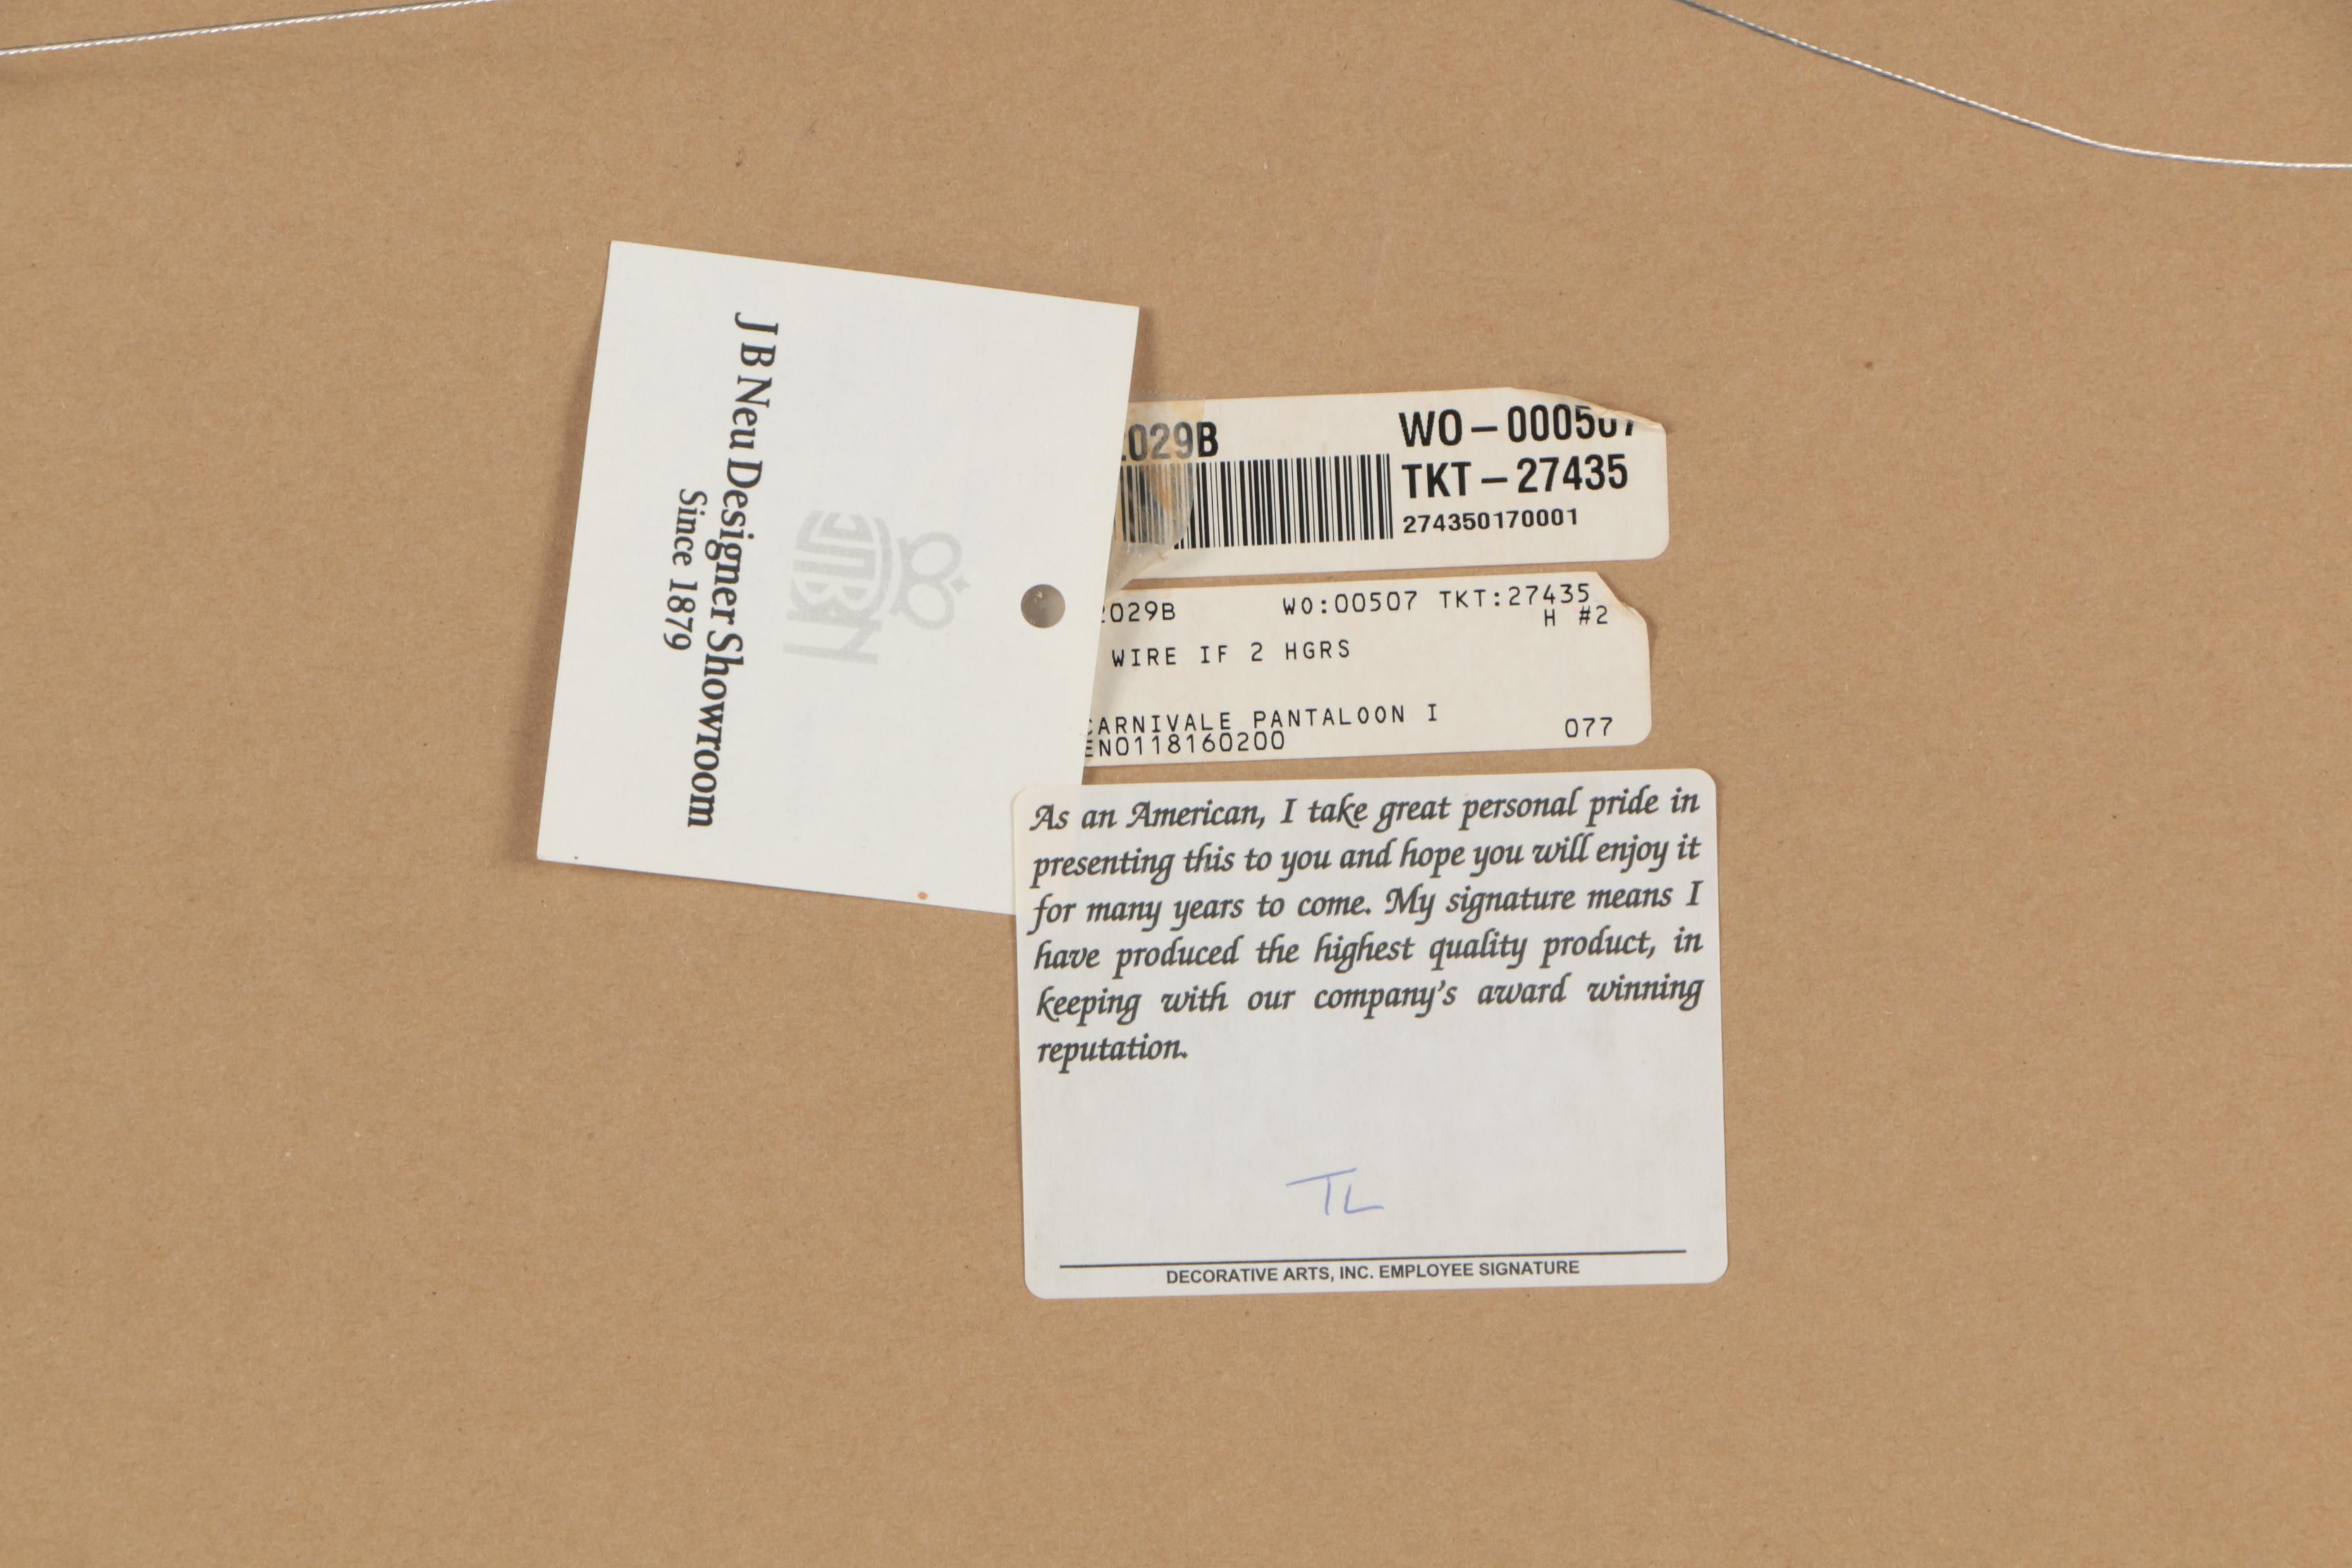 J B Neu Designer Showroom
Since 1879
029B
WO-000507
TKT-27435
274350170001
029B WO:00507 TKT:27435
H #2
WIRE IF 2 HGRS
CARNIVALE PANTALOON I
EN0118160200 077
As an American, I take great personal pride in
presenting this to you and hope you will enjoy it
for many years to come. My signature means I
have produced the highest quality product, in
keeping with our company's award winning
reputation.
TL
DECORATIVE ARTS, INC. EMPLOYEE SIGNATURE